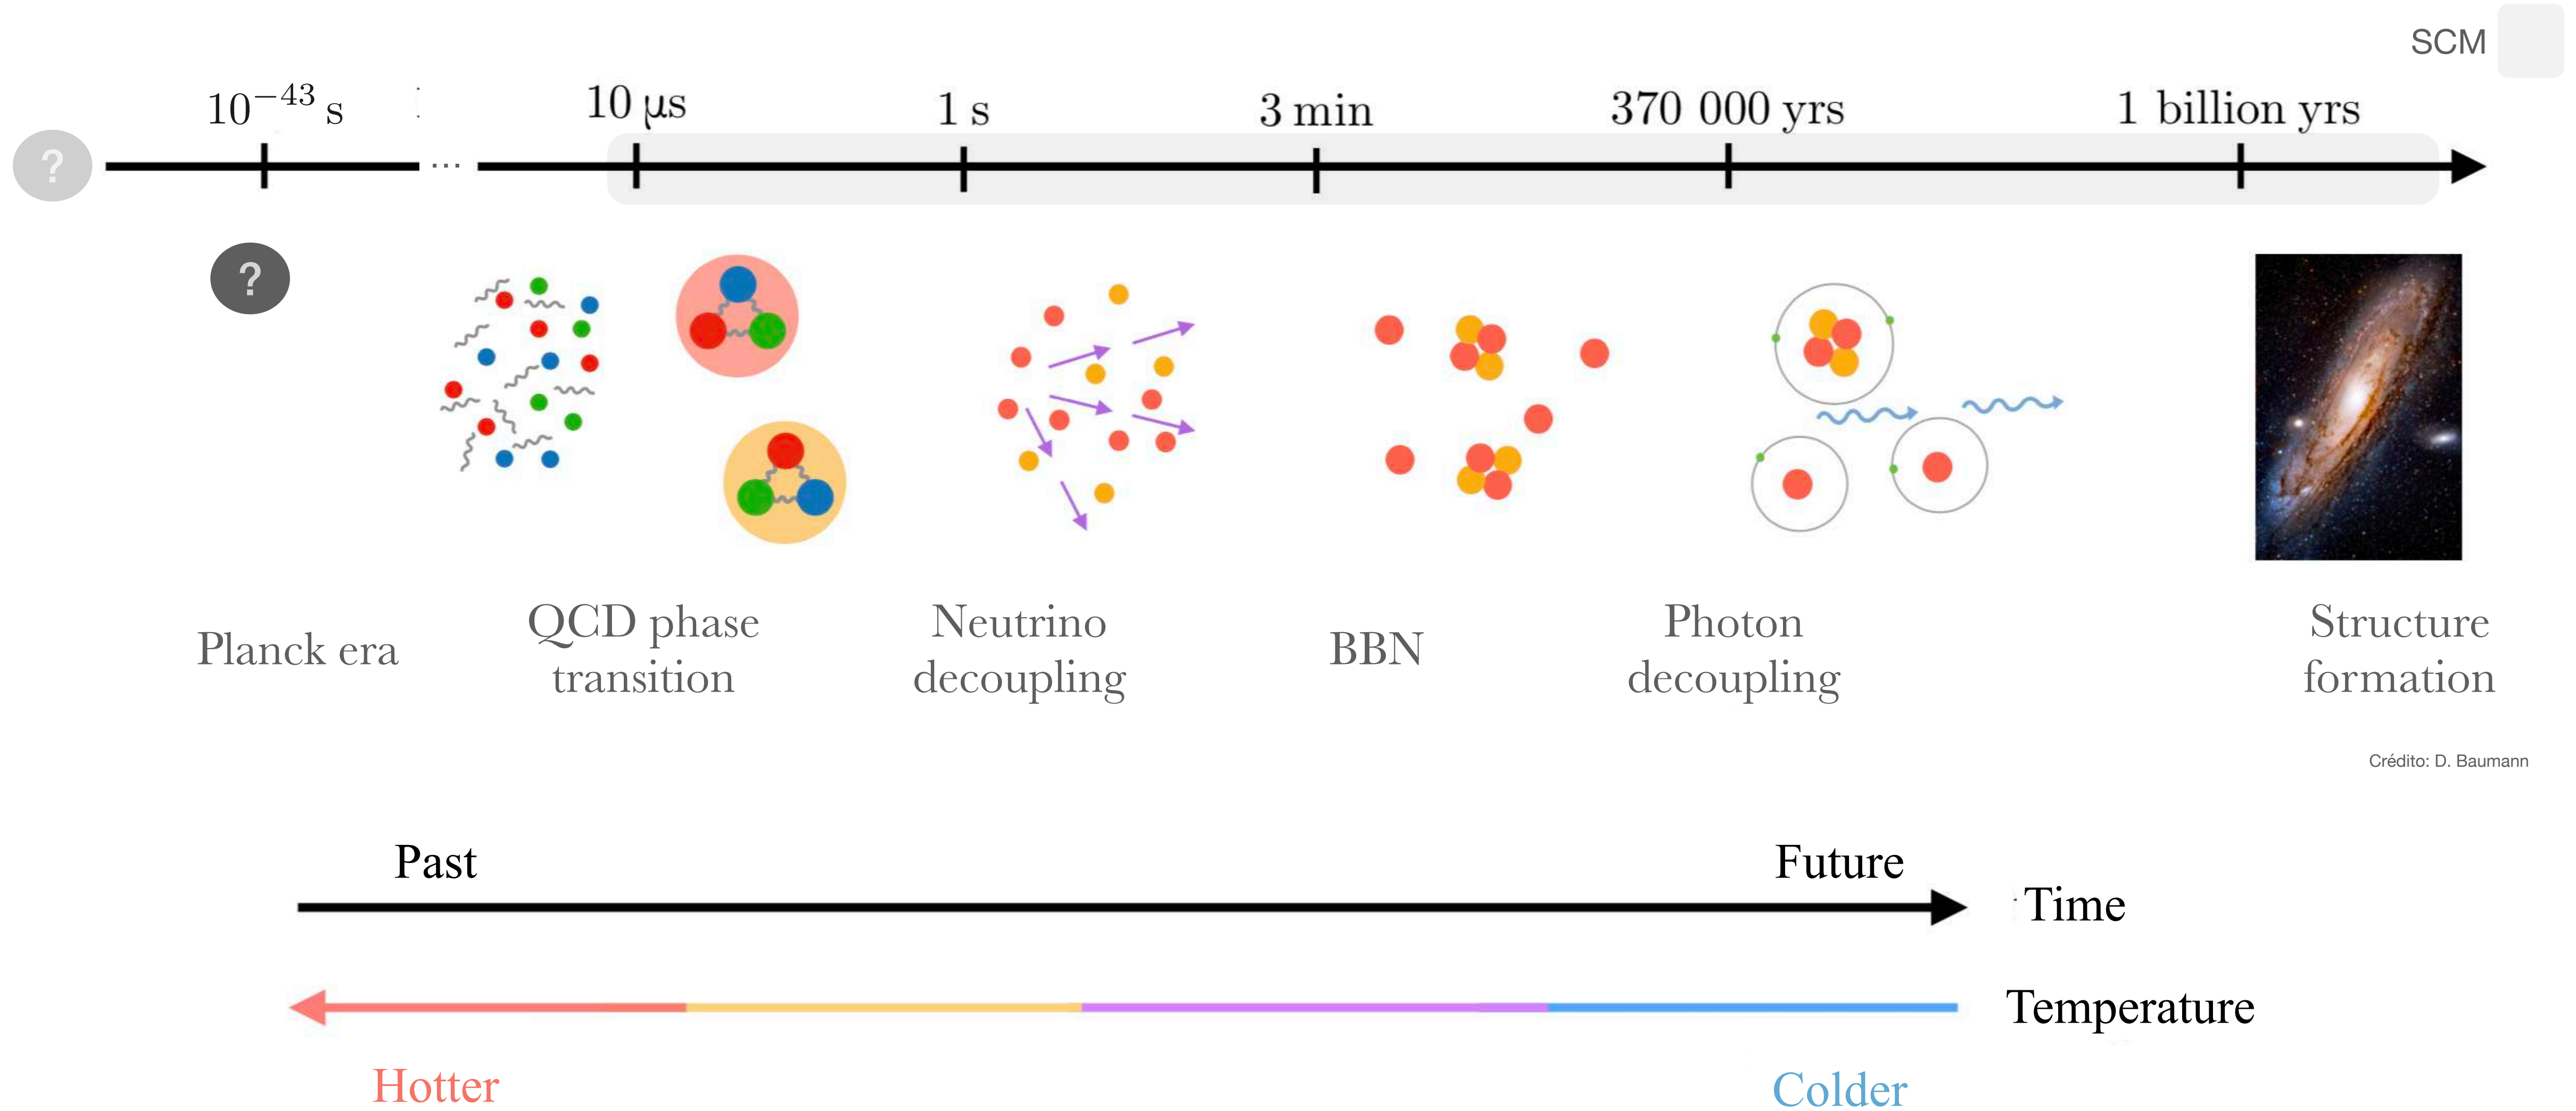 SCM
10⁻⁴³ s
10 µs
1 s
3 min
370 000 yrs
1 billion yrs
?
...
?
Planck era
QCD phase
transition
Neutrino
decoupling
BBN
Photon
decoupling
Structure
formation
Crédito: D. Baumann
Past
Future
Time
Temperature
Hotter
Colder